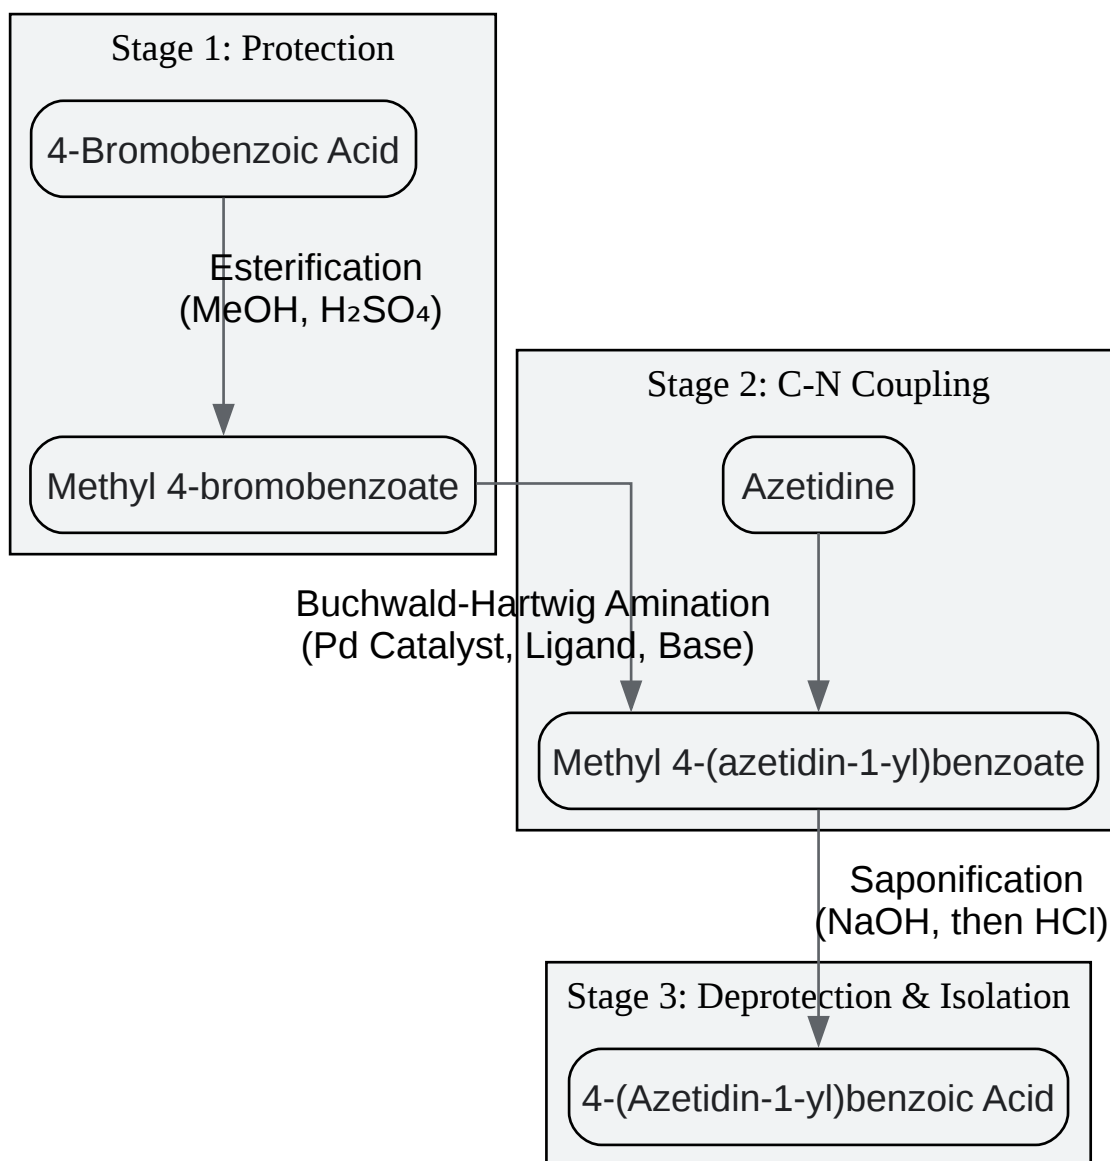 Stage 1: Protection
4-Bromobenzoic Acid
Esterification
(MeOH, H₂SO₄)
Methyl 4-bromobenzoate
Stage 2: C-N Coupling
Azetidine
Buchwald-Hartwig Amination
(Pd Catalyst, Ligand, Base)
Methyl 4-(azetidin-1-yl)benzoate
Saponification
(NaOH, then HCl)
Stage 3: Deprotection & Isolation
4-(Azetidin-1-yl)benzoic Acid